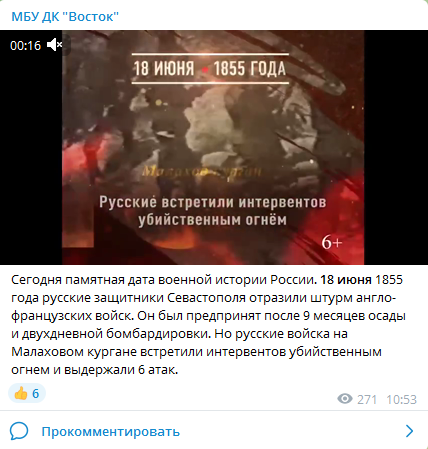 МБУ ДК "Восток"
00:16
18 ИЮНЯ 1855 ГОДА
Малахов курган
Русские встретили интервентов
убийственным огнём
6+
Сегодня памятная дата военной истории России. 18 июня 1855
года русские защитники Севастополя отразили штурм англо-
французских войск. Он был предпринят после 9 месяцев осады
и двухдневной бомбардировки. Но русские войска на
Малаховом кургане встретили интервентов убийственным
огнем и выдержали 6 атак.
👍 6
271 10:53
Прокомментировать